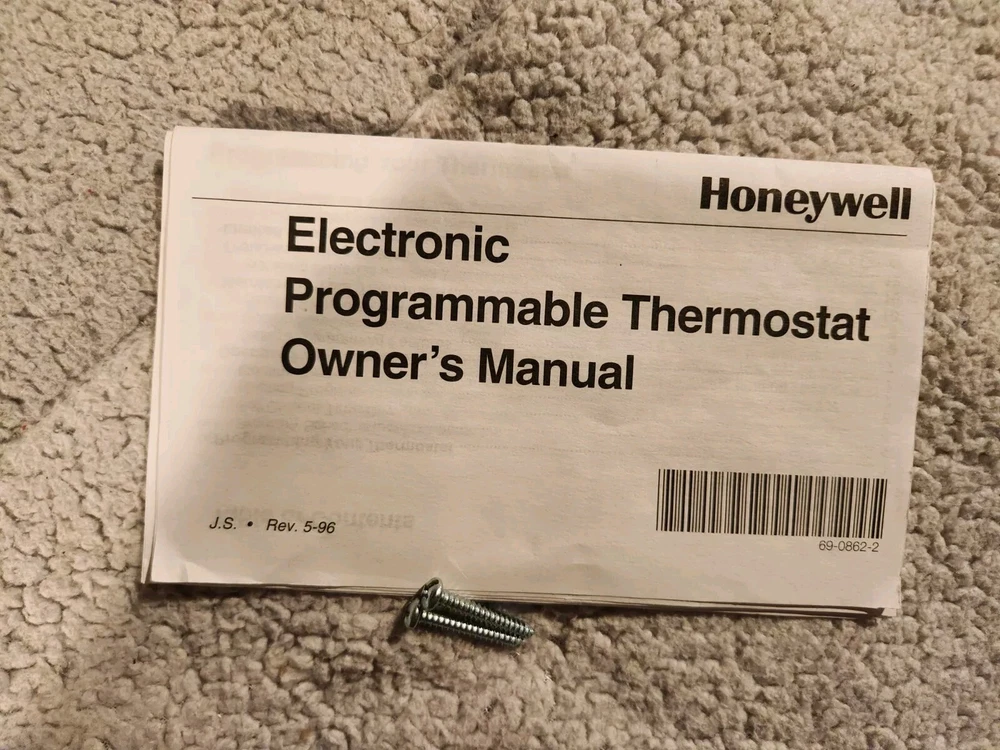 Honeywell
Electronic
Programmable Thermostat
Owner's Manual
J.S. • Rev. 5-96
69-0862-2